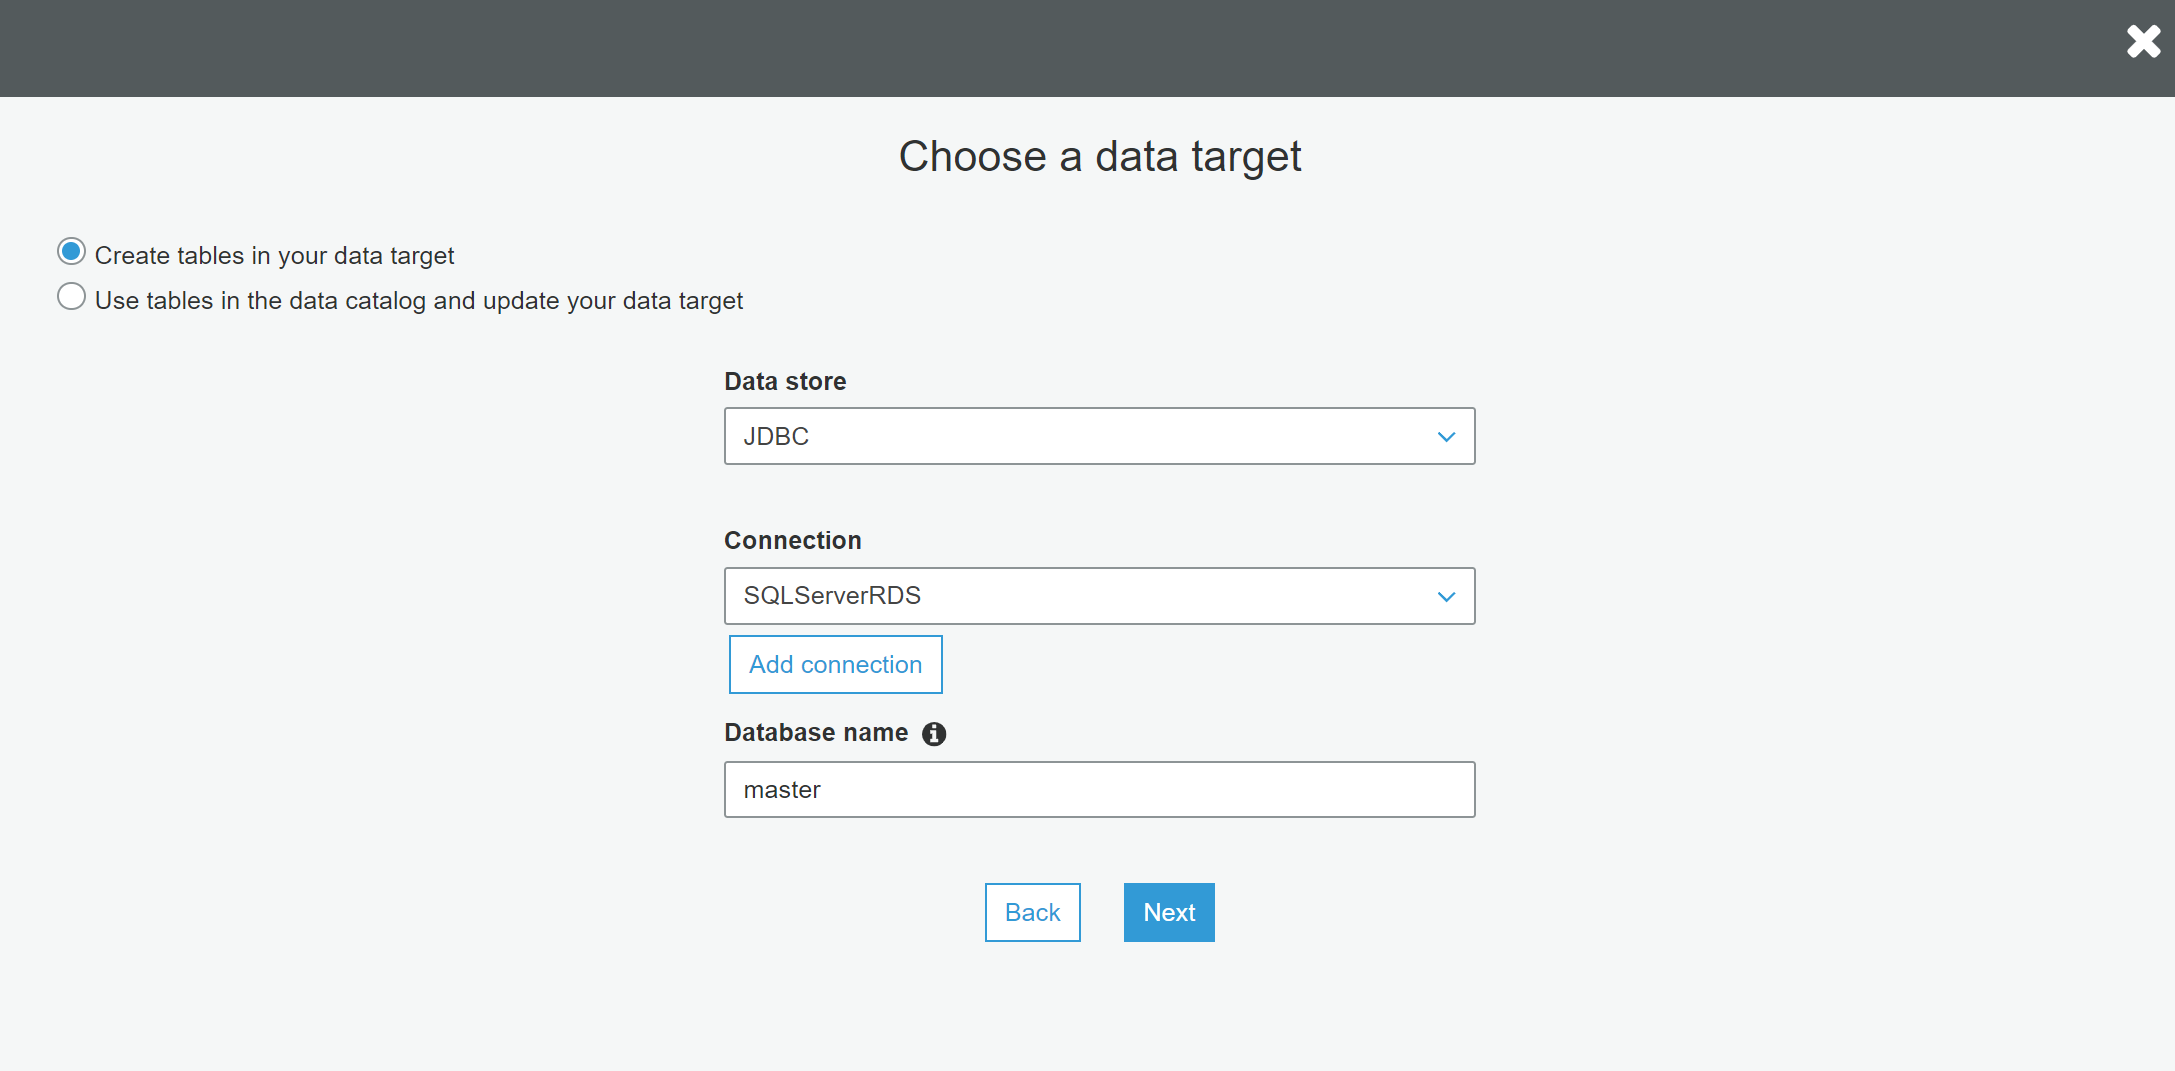 Choose a data target
Create tables in your data target
Use tables in the data catalog and update your data target
Data store
JDBC
Connection
SQLServerRDS
Add connection
Database name
master
Back
Next